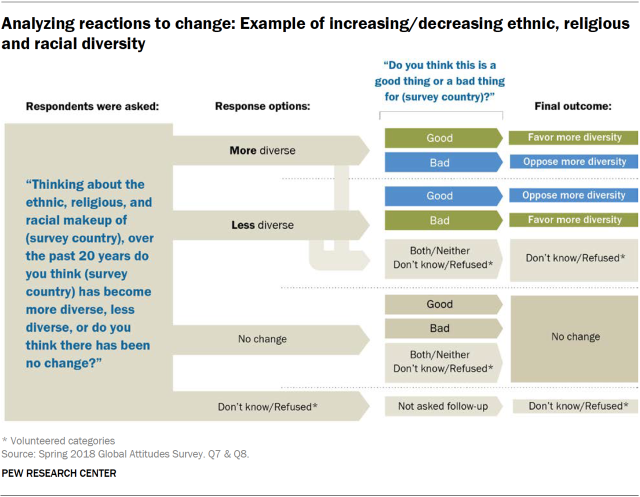 Analyzing reactions to change: Example of increasing/decreasing ethnic, religious
and racial diversity
“Do you think this is a
good thing or a bad thing
for (survey country)?”
Respondents were asked:
Response options:
Final outcome:
“Thinking about the
ethnic, religious, and
racial makeup of
(survey country), over
the past 20 years do
you think (survey
country) has become
more diverse, less
diverse, or do you
think there has been
no change?”
More diverse
Good
Favor more diversity
Bad
Oppose more diversity
Less diverse
Good
Oppose more diversity
Bad
Favor more diversity
Both/Neither
Don’t know/Refused*
Don’t know/Refused*
No change
Good
Bad
Both/Neither
Don’t know/Refused*
No change
Don’t know/Refused*
Not asked follow-up
Don’t know/Refused*
* Volunteered categories
Source: Spring 2018 Global Attitudes Survey. Q7 & Q8.
PEW RESEARCH CENTER